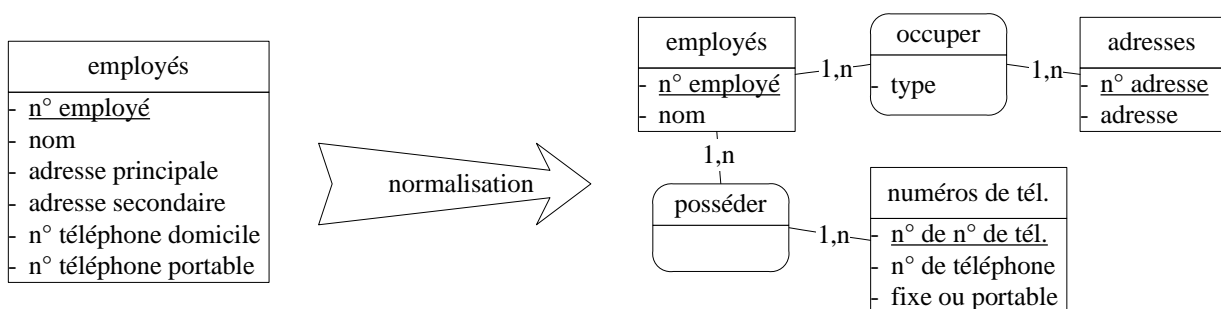 employés
- n° employé
- nom
- adresse principale
- adresse secondaire
- n° téléphone domicile
- n° téléphone portable
normalisation
employés
- n° employé
- nom
1,n
occuper
- type
1,n
adresses
- n° adresse
- adresse
1,n
posséder
1,n
numéros de tél.
- n° de n° de tél.
- n° de téléphone
- fixe ou portable